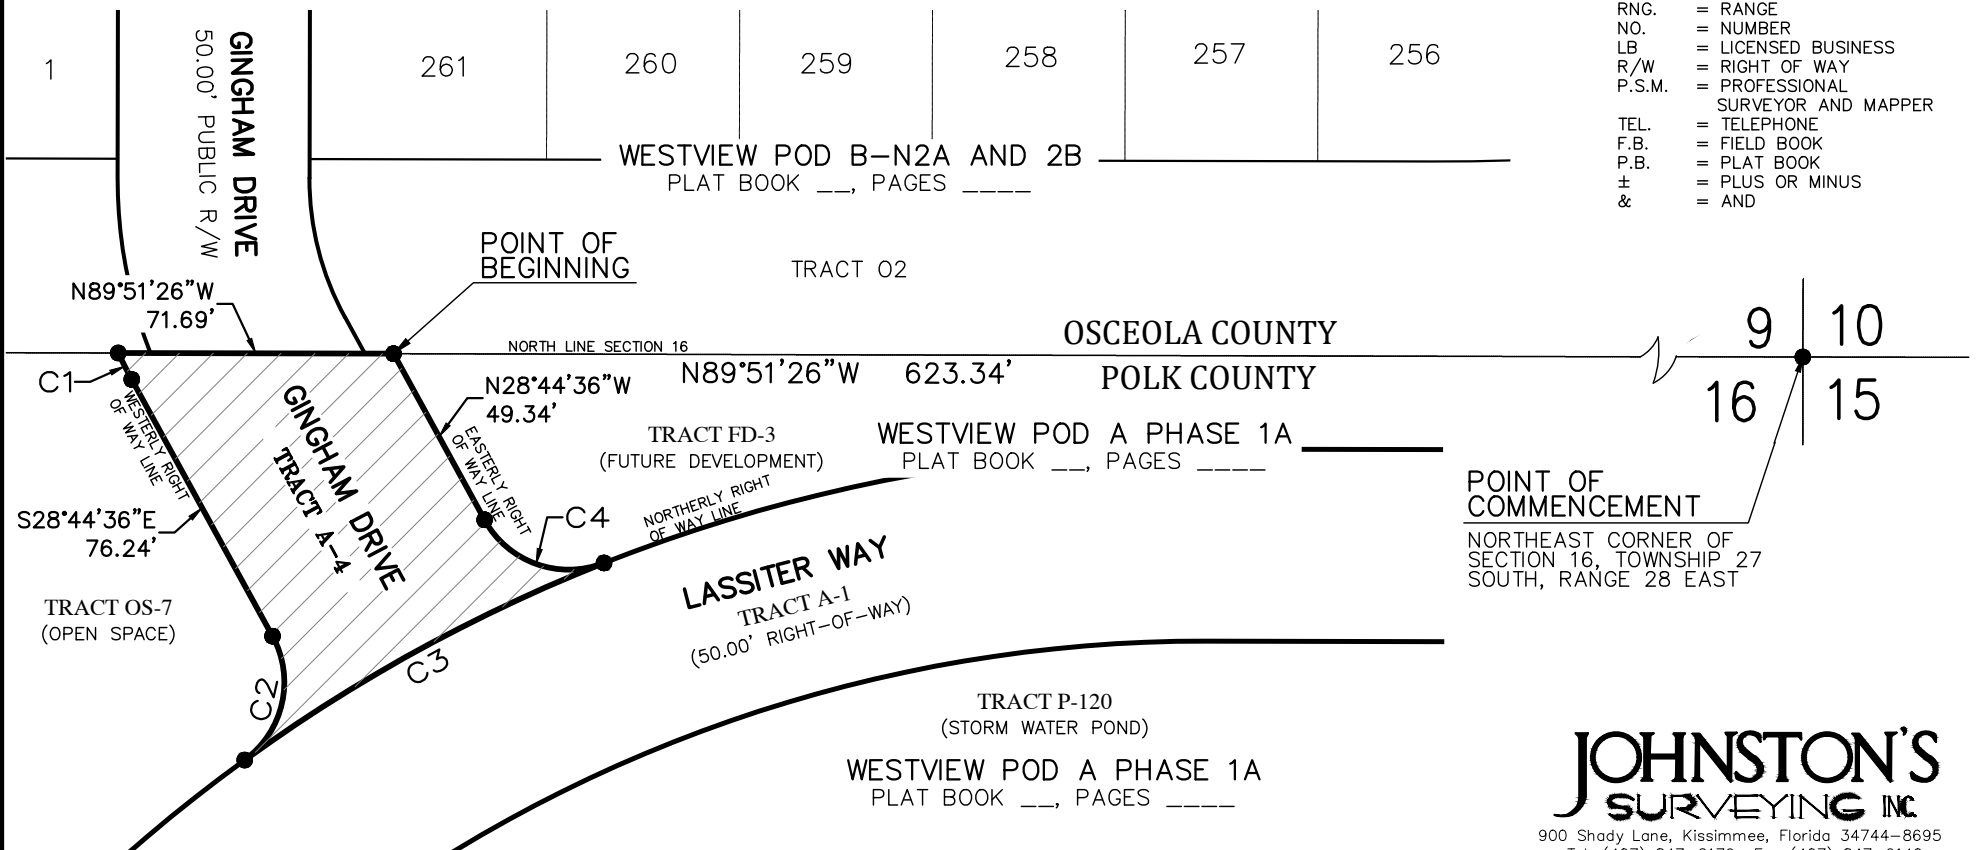 RNG. = RANGE
NO. = NUMBER
LB = LICENSED BUSINESS
R/W = RIGHT OF WAY
P.S.M. = PROFESSIONAL
SURVEYOR AND MAPPER
TEL. = TELEPHONE
F.B. = FIELD BOOK
P.B. = PLAT BOOK
± = PLUS OR MINUS
& = AND
1
GINGHAM DRIVE
50.00' PUBLIC R/W
261
260
259
258
257
256
WESTVIEW POD B-N2A AND 2B
PLAT BOOK __, PAGES ____
POINT OF
BEGINNING
TRACT O2
N89°51'26"W
71.69'
NORTH LINE SECTION 16
OSCEOLA COUNTY
N89°51'26"W 623.34'
POLK COUNTY
9
10
16
15
C1
WESTERLY RIGHT
OF WAY LINE
GINGHAM DRIVE
TRACT A-4
N28°44'36"W
49.34'
EASTERLY RIGHT
OF WAY LINE
TRACT FD-3
(FUTURE DEVELOPMENT)
WESTVIEW POD A PHASE 1A
PLAT BOOK __, PAGES ____
POINT OF
COMMENCEMENT
NORTHEAST CORNER OF
SECTION 16, TOWNSHIP 27
SOUTH, RANGE 28 EAST
S28°44'36"E
76.24'
C4
NORTHERLY RIGHT
OF WAY LINE
LASSITER WAY
TRACT A-1
(50.00' RIGHT-OF-WAY)
TRACT OS-7
(OPEN SPACE)
C2
C3
TRACT P-120
(STORM WATER POND)
WESTVIEW POD A PHASE 1A
PLAT BOOK __, PAGES ____
JOHNSTON'S
SURVEYING INC.
900 Shady Lane, Kissimmee, Florida 34744-8695